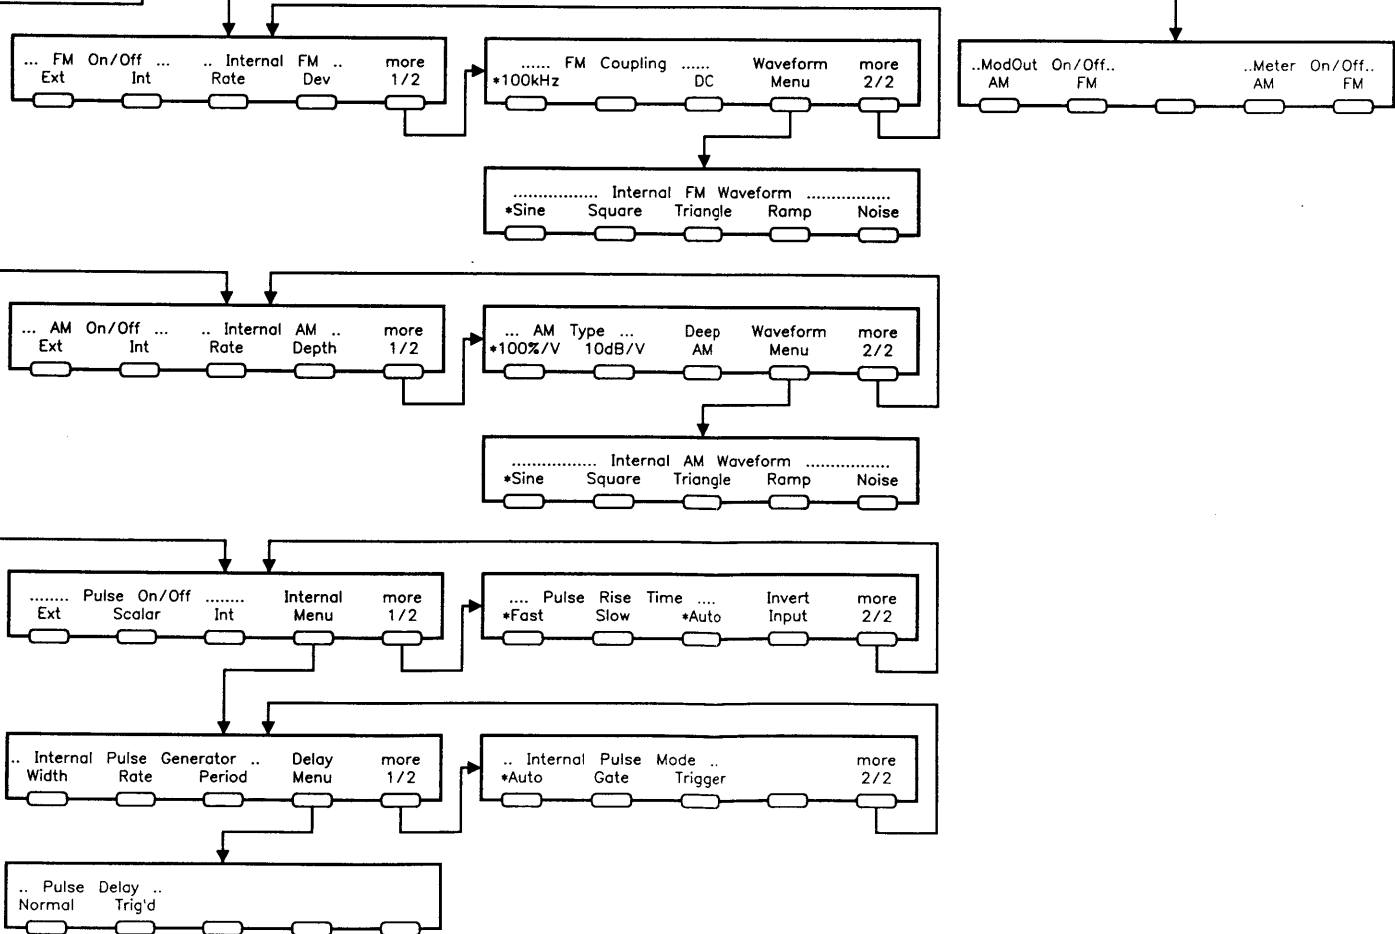 ... FM On/Off ... .. Internal FM .. more
Ext Int Rate Dev 1/2
...... FM Coupling ...... Waveform more
*100kHz DC Menu 2/2
..ModOut On/Off.. ..Meter On/Off..
AM FM AM FM
................. Internal FM Waveform .................
*Sine Square Triangle Ramp Noise
... AM On/Off ... .. Internal AM .. more
Ext Int Rate Depth 1/2
... AM Type ... Deep Waveform more
*100%/V 10dB/V AM Menu 2/2
................. Internal AM Waveform .................
*Sine Square Triangle Ramp Noise
........ Pulse On/Off ........ Internal more
Ext Scalar Int Menu 1/2
.... Pulse Rise Time .... Invert more
*Fast Slow *Auto Input 2/2
.. Internal Pulse Generator .. Delay more
Width Rate Period Menu 1/2
.. Internal Pulse Mode .. more
*Auto Gate Trigger 2/2
.. Pulse Delay ..
Normal Trig'd